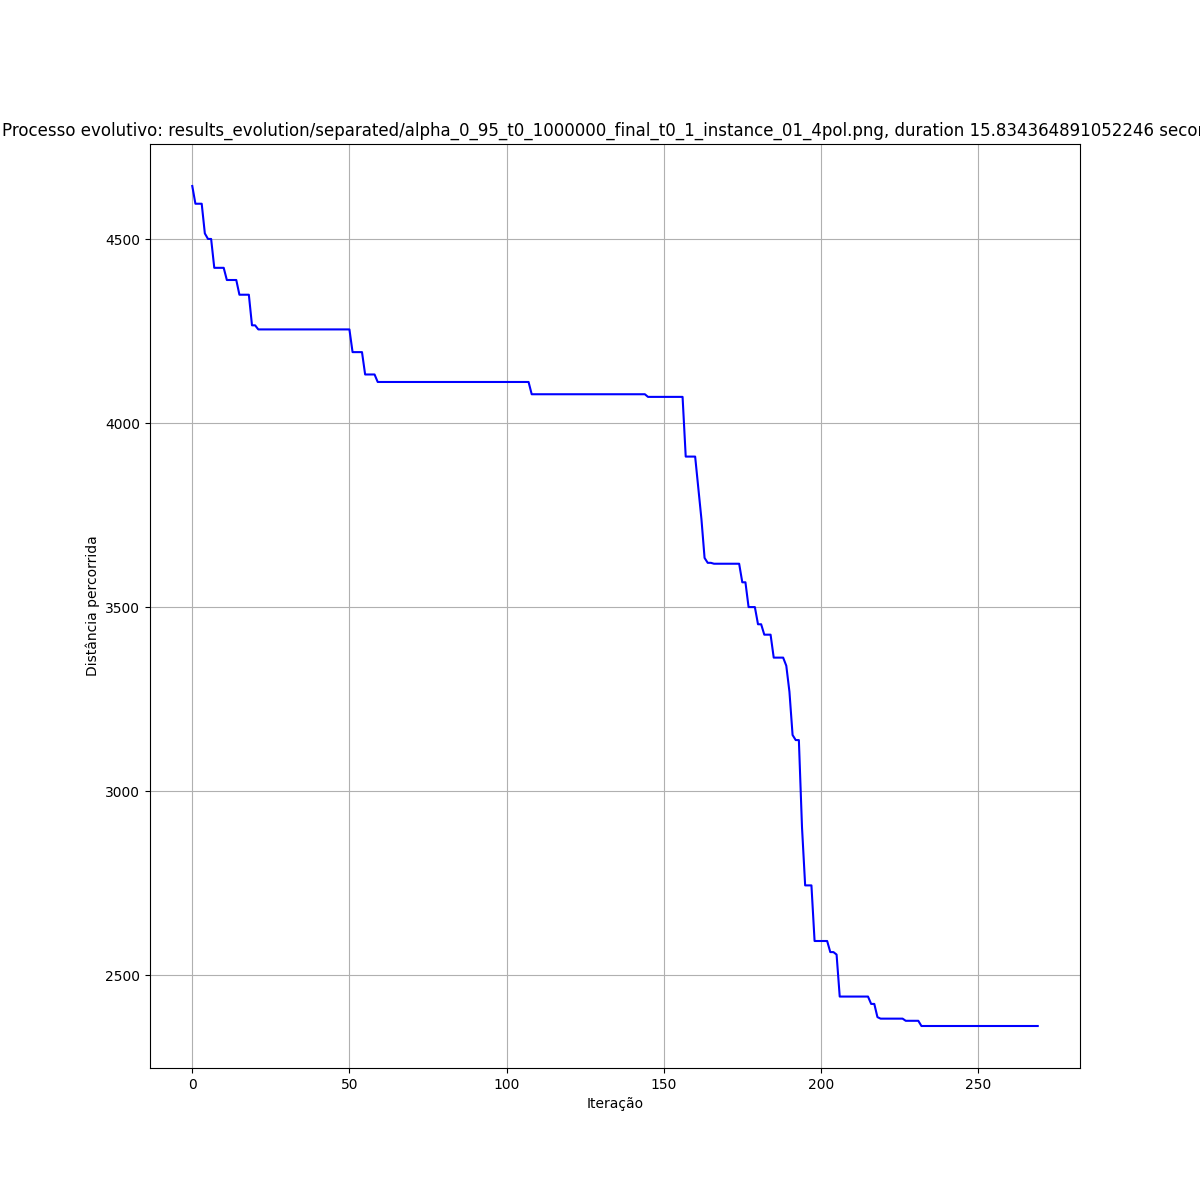 Processo evolutivo: results_evolution/separated/alpha_0_95_t0_1000000_final_t0_1_instance_01_4pol.png, duration 15.834364891052246
4500
4000
3500
3000
2500
Distância percorrida
0 50 100 150 200 250
Iteração